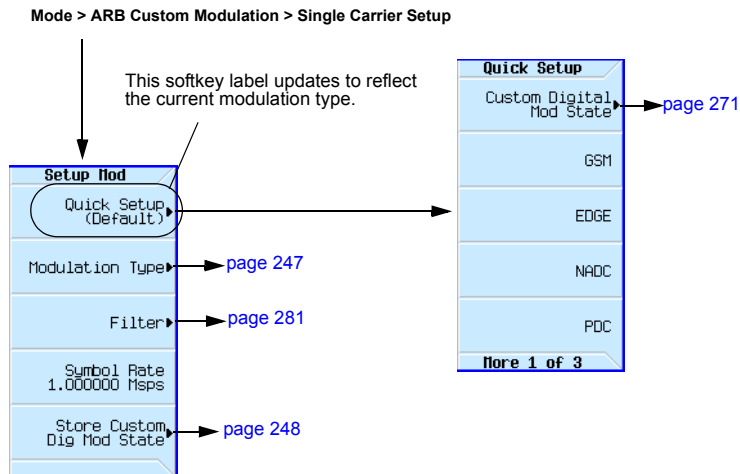 Mode > ARB Custom Modulation > Single Carrier Setup
This softkey label updates to reflect
the current modulation type.
Setup Mod
Quick Setup
(Default)
Modulation Type
page 247
Filter
page 281
Symbol Rate
1.000000 Msps
Store Custom
Dig Mod State
page 248
Quick Setup
Custom Digital
Mod State
page 271
GSM
EDGE
NADC
PDC
More 1 of 3